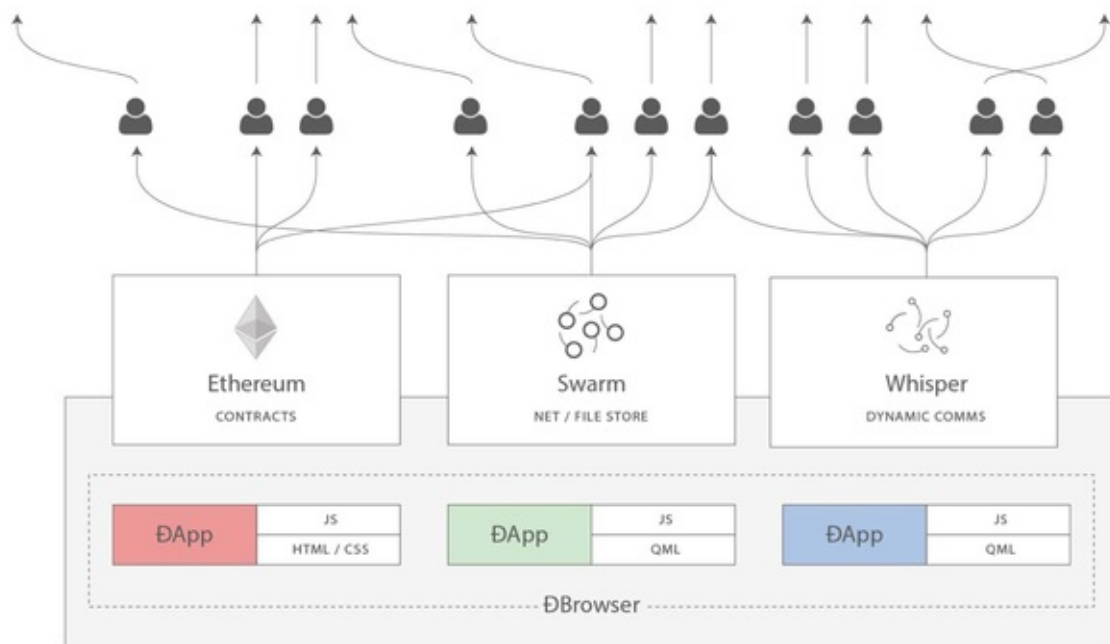 Ethereum
CONTRACTS
Swarm
NET / FILE STORE
Whisper
DYNAMIC COMMS
ĐApp
JS
HTML / CSS
ĐApp
JS
QML
ĐApp
JS
QML
ĐBrowser